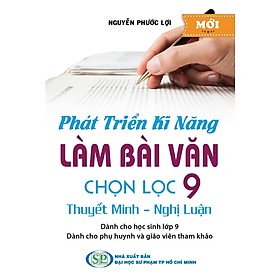 NGUYỄN PHƯỚC LỢI
MỚI
Phát Triển Kĩ Năng
LÀM BÀI VĂN
CHỌN LỌC 9
Thuyết Minh - Nghị Luận
Dành cho học sinh lớp 9
Dành cho phụ huynh và giáo viên tham khảo
SP
NHÀ XUẤT BẢN
ĐẠI HỌC SƯ PHẠM TP HỒ CHÍ MINH